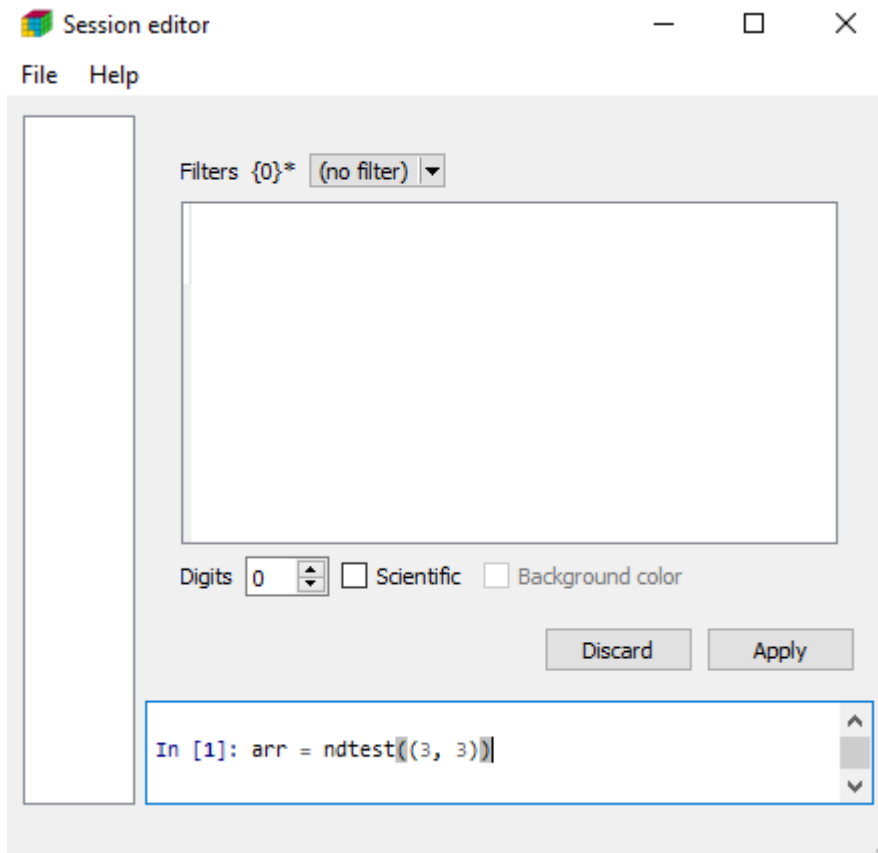 Session editor
File Help
Filters {0}* (no filter)
Digits 0 Scientific Background color
Discard Apply
In [1]: arr = ndtest((3, 3))